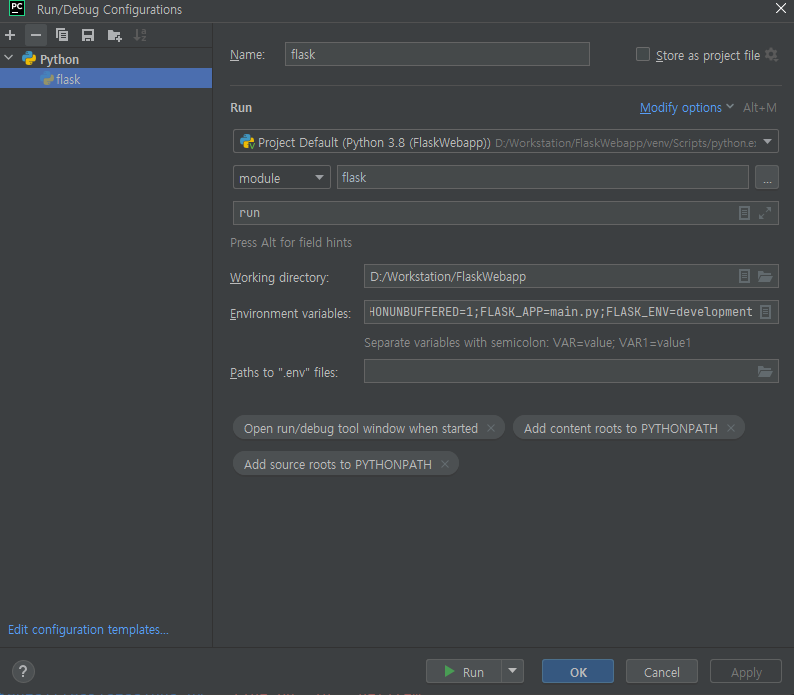 PC Run/Debug Configurations
Python
flask
Name: flask
Store as project file
Run
Modify options Alt+M
Project Default (Python 3.8 (FlaskWebapp)) D:/Workstation/FlaskWebapp/venv/Scripts/python.e
module flask ...
run
Press Alt for field hints
Working directory: D:/Workstation/FlaskWebapp
Environment variables: HONUNBUFFERED=1;FLASK_APP=main.py;FLASK_ENV=development
Separate variables with semicolon: VAR=value; VAR1=value1
Paths to ".env" files:
Open run/debug tool window when started
Add content roots to PYTHONPATH
Add source roots to PYTHONPATH
Edit configuration templates...
? Run OK Cancel Apply